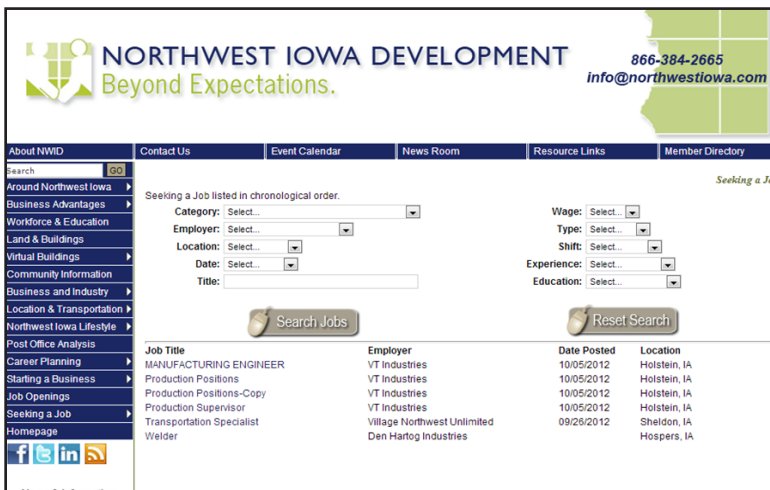 NORTHWEST IOWA DEVELOPMENT
Beyond Expectations.
866-384-2665
info@northwestiowa.com
About NWID Contact Us Event Calendar News Room Resource Links Member Directory
Search GO
Around Northwest Iowa
Business Advantages
Workforce & Education
Land & Buildings
Virtual Buildings
Community Information
Business and Industry
Location & Transportation
Northwest Iowa Lifestyle
Post Office Analysis
Career Planning
Starting a Business
Job Openings
Seeking a Job
Homepage
Seeking a
Seeking a Job listed in chronological order.
Category: Select... Wage: Select...
Employer: Select... Type: Select...
Location: Select... Shift: Select...
Date: Select... Experience: Select...
Title: Education: Select...
Search Jobs Reset Search
Job Title Employer Date Posted Location
MANUFACTURING ENGINEER VT Industries 10/05/2012 Holstein, IA
Production Positions VT Industries 10/05/2012 Holstein, IA
Production Positions-Copy VT Industries 10/05/2012 Holstein, IA
Production Supervisor VT Industries 10/05/2012 Holstein, IA
Transportation Specialist Village Northwest Unlimited 09/26/2012 Sheldon, IA
Welder Den Hartog Industries Hospers, IA